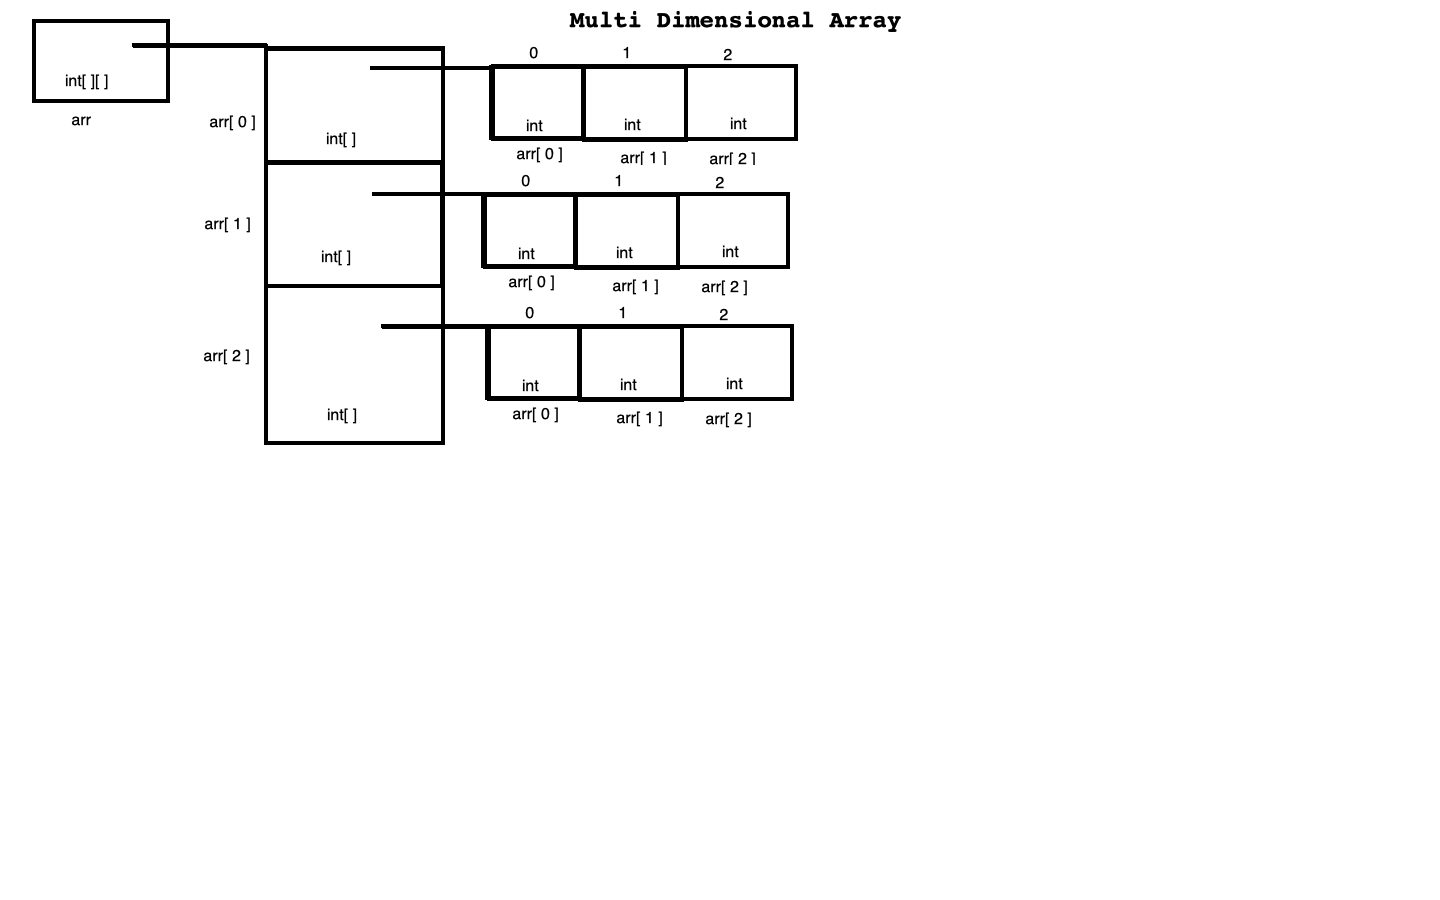 Multi Dimensional Array
int[ ][ ]
arr
arr[ 0 ]
int[ ]
0 1 2
int int int
arr[ 0 ] arr[ 1 ] arr[ 2 ]
arr[ 1 ]
int[ ]
0 1 2
int int int
arr[ 0 ] arr[ 1 ] arr[ 2 ]
arr[ 2 ]
int[ ]
0 1 2
int int int
arr[ 0 ] arr[ 1 ] arr[ 2 ]